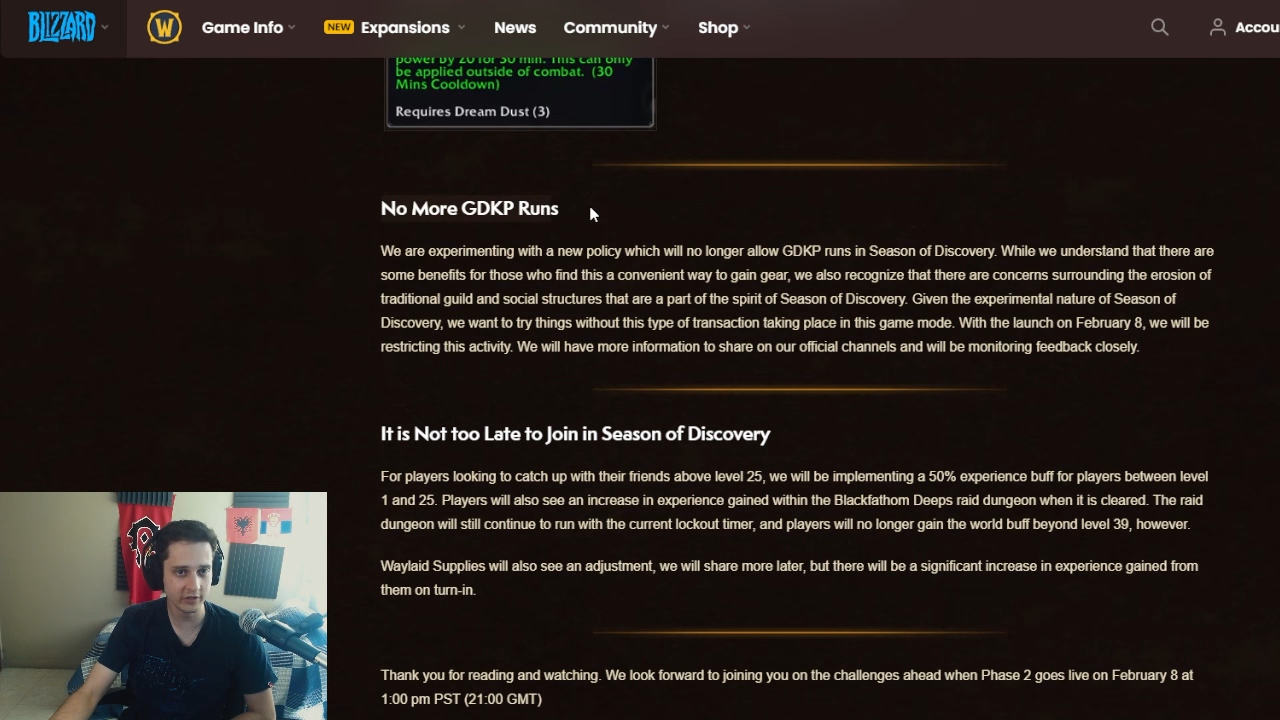 BLIZZARD
W
Game Info
NEW
Expansions
News
Community
Shop
Accou
power by 20 for 30 min. This can only
be applied outside of combat. (30
Mins Cooldown)
Requires Dream Dust (3)
No More GDKP Runs
We are experimenting with a new policy which will no longer allow GDKP runs in Season of Discovery. While we understand that there are
some benefits for those who find this a convenient way to gain gear, we also recognize that there are concerns surrounding the erosion of
traditional guild and social structures that are a part of the spirit of Season of Discovery. Given the experimental nature of Season of
Discovery, we want to try things without this type of transaction taking place in this game mode. With the launch on February 8, we will be
restricting this activity. We will have more information to share on our official channels and will be monitoring feedback closely.
It is Not too Late to Join in Season of Discovery
For players looking to catch up with their friends above level 25, we will be implementing a 50% experience buff for players between level
1 and 25. Players will also see an increase in experience gained within the Blackfathom Deeps raid dungeon when it is cleared. The raid
dungeon will still continue to run with the current lockout timer, and players will no longer gain the world buff beyond level 39, however.
Waylaid Supplies will also see an adjustment, we will share more later, but there will be a significant increase in experience gained from
them on turn-in.
Thank you for reading and watching. We look forward to joining you on the challenges ahead when Phase 2 goes live on February 8 at
1:00 pm PST (21:00 GMT)